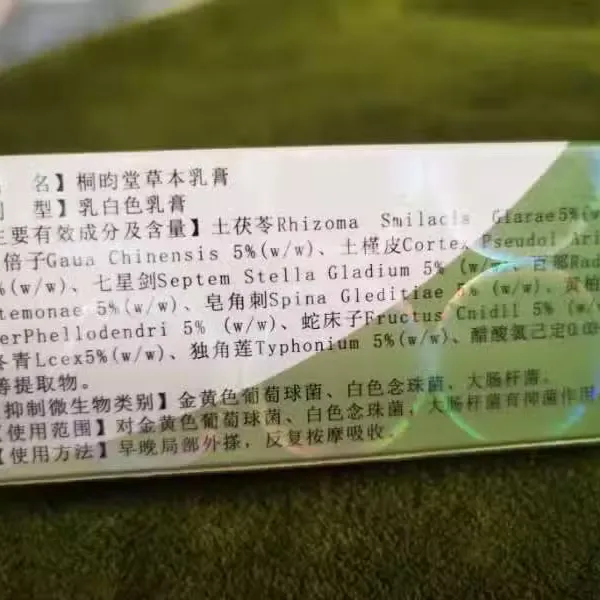 名】桐昀堂草本乳膏
型】乳白色乳膏
主要有效成分及含量】土茯苓Rhizoma Smilacis Glarae5%(w
倍子Gaua Chinensis 5%(w/w)、土槿皮Cortex Pseudoi Ari
%(w/w)、七星剑Septem Stella Gladium 5% (w/w)、百部Rad
temonae 5%(w/w)、皂角刺Spina Gleditiae 5% (w/w)、黄柏
erPhellodendri 5% (w/w)、蛇床子Fructus Cnidll 5% (w/w)
冬青Lcex5%(w/w)、独角莲Typhonium 5%(w/w)、醋酸氯己定0.0
等提取物。
抑制微生物类别】金黄色葡萄球菌、白色念珠菌，大肠杆菌。
【使用范围】对金黄色葡萄球菌、白色念珠菌，大肠杆菌有抑菌作用
【使用方法】早晚局部外搽，反复按摩吸收。